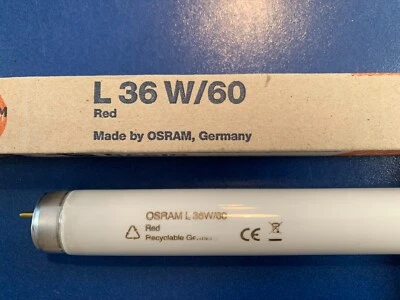 M
L 36 W/60
Red
Made by OSRAM, Germany
OSRAM L 36W/60
Red
Recyclable
CE